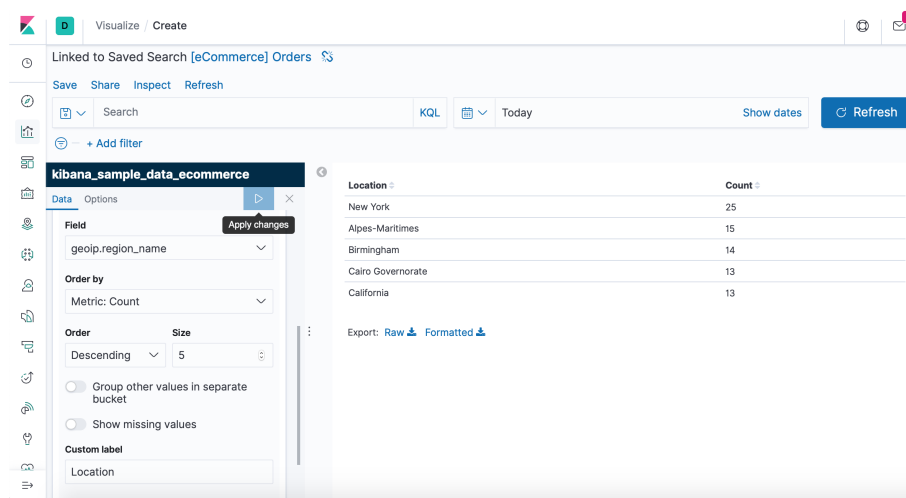 D Visualize / Create
Linked to Saved Search [eCommerce] Orders
Save Share Inspect Refresh
Search KQL Today Show dates Refresh
+ Add filter
kibana_sample_data_ecommerce
Data Options
Apply changes
Field
geoip.region_name
Order by
Metric: Count
Order Size
Descending 5
Group other values in separate
bucket
Show missing values
Custom label
Location
Location Count
New York 25
Alpes-Maritimes 15
Birmingham 14
Cairo Governorate 13
California 13
Export: Raw Formatted